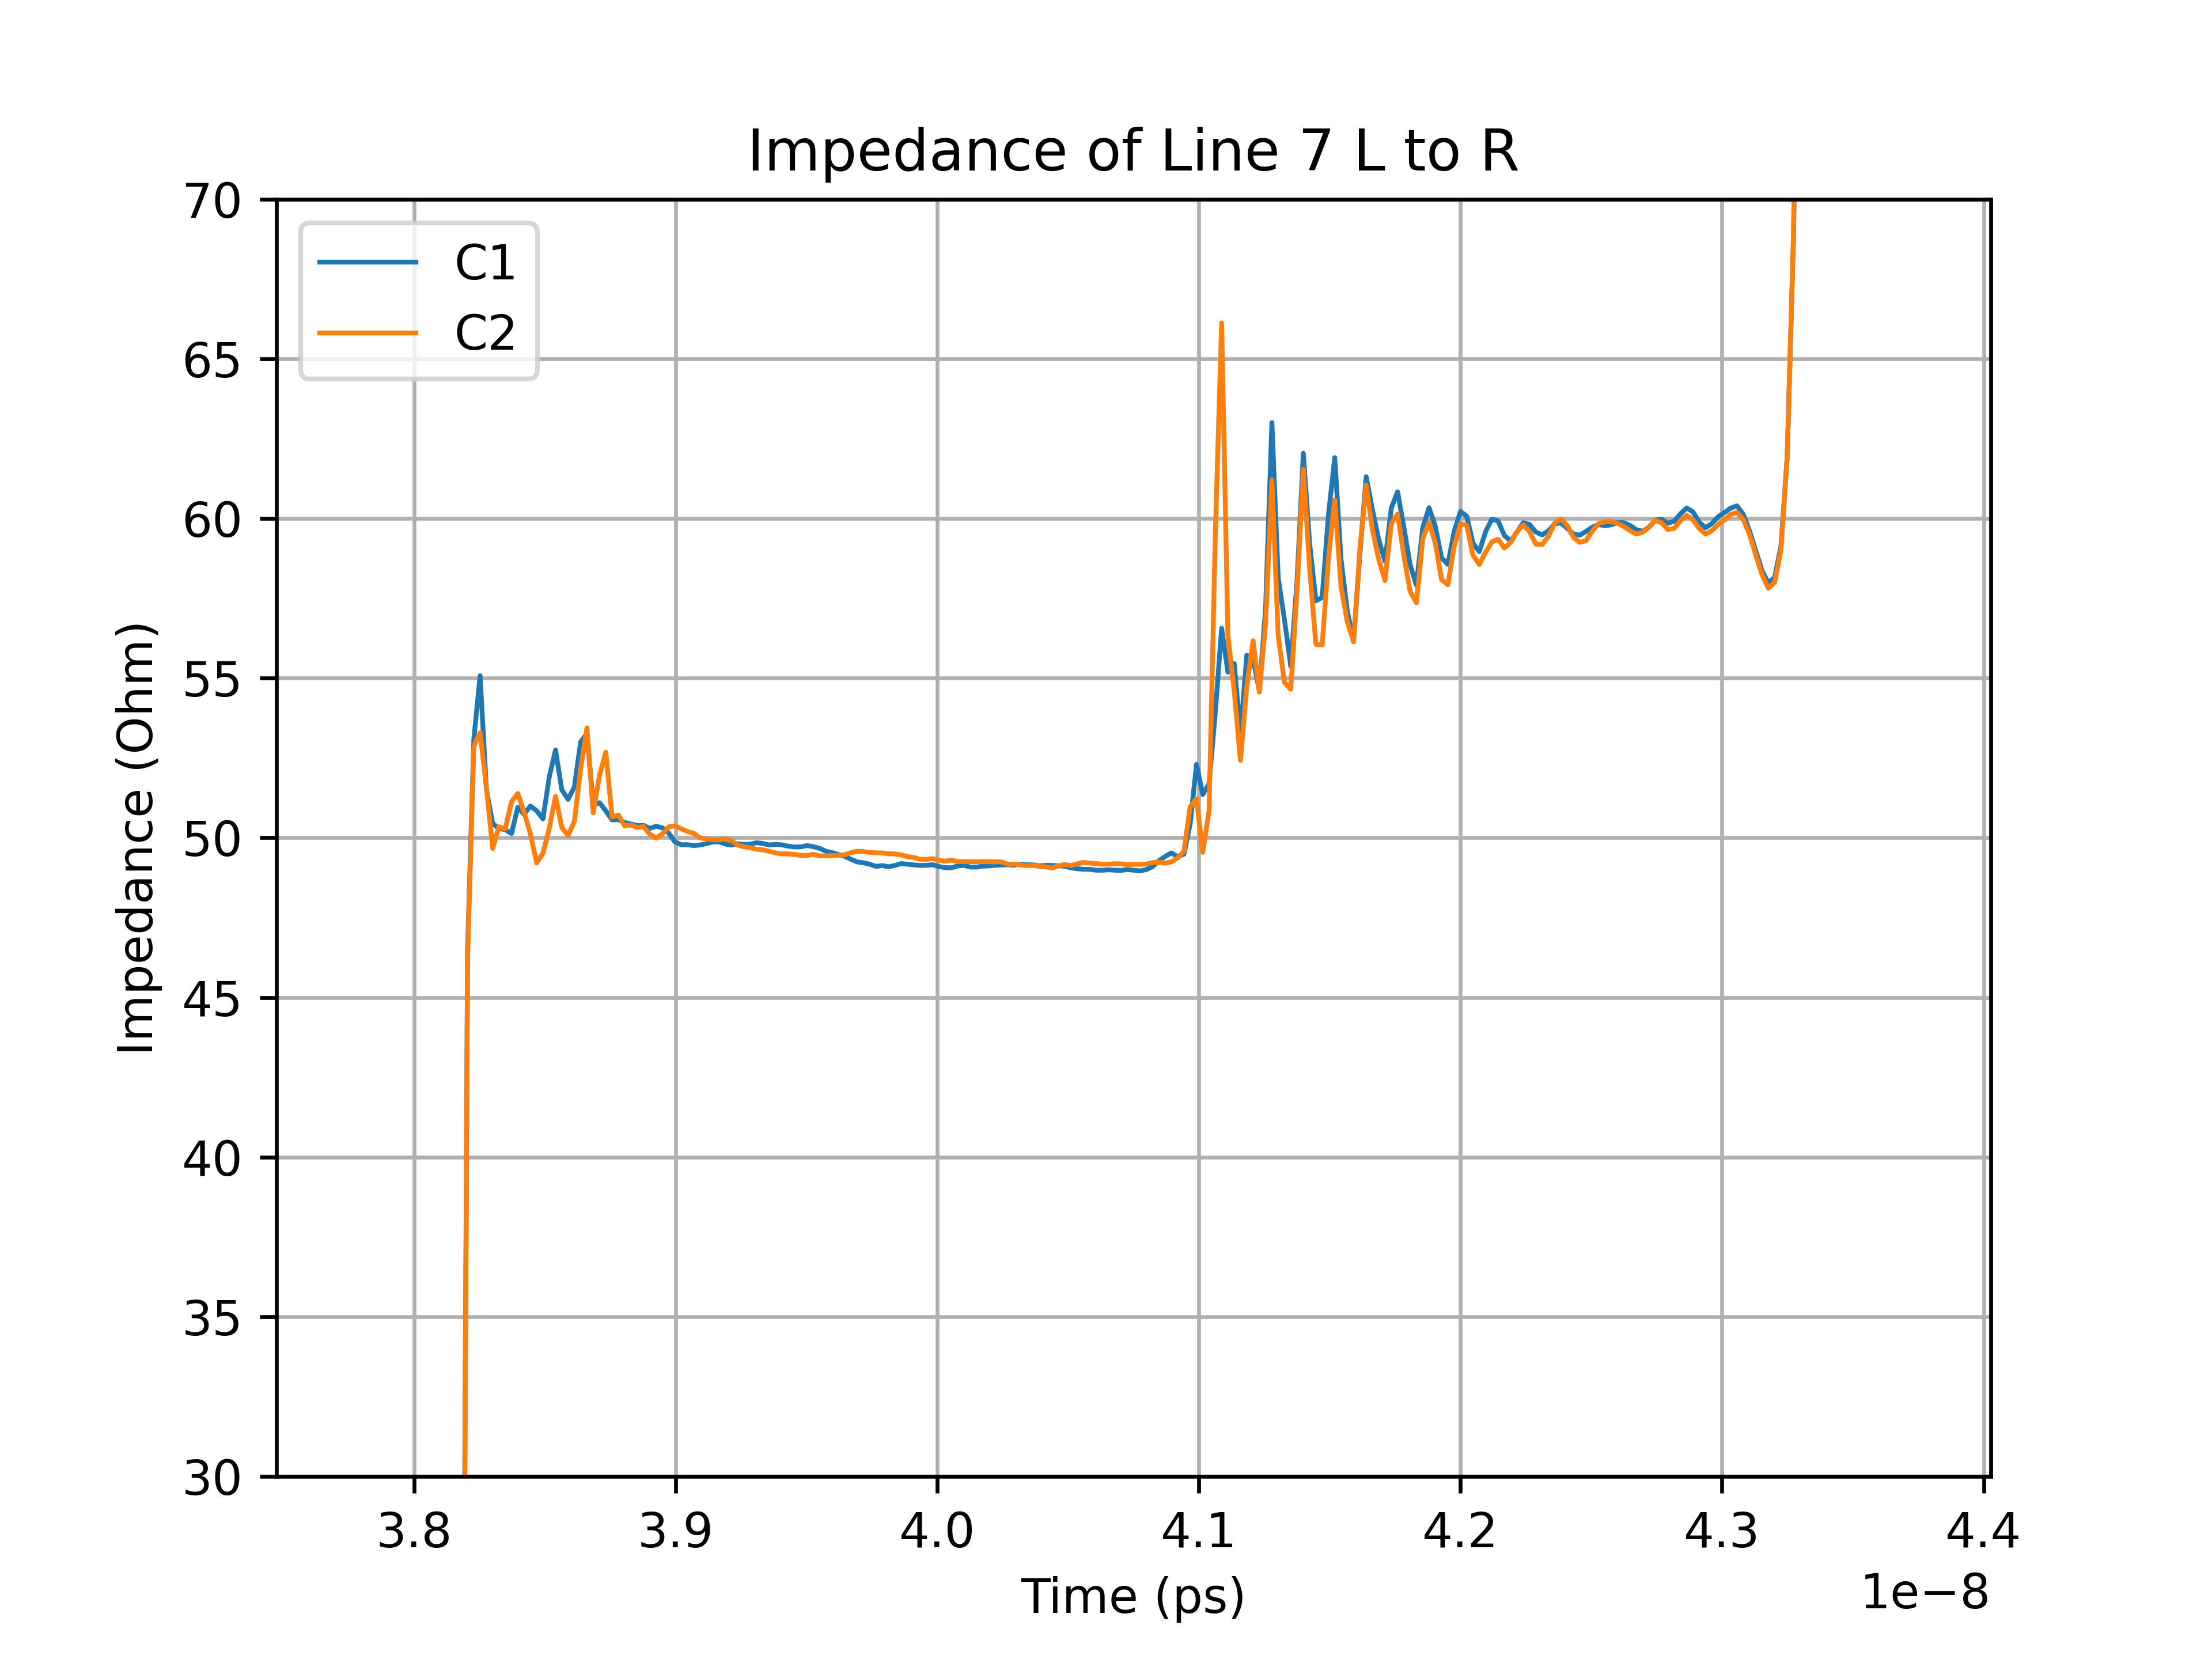 Impedance of Line 7 L to R
C1
C2
Impedance (Ohm)
70
65
60
55
50
45
40
35
30
3.8 3.9 4.0 4.1 4.2 4.3 4.4
Time (ps)
1e−8